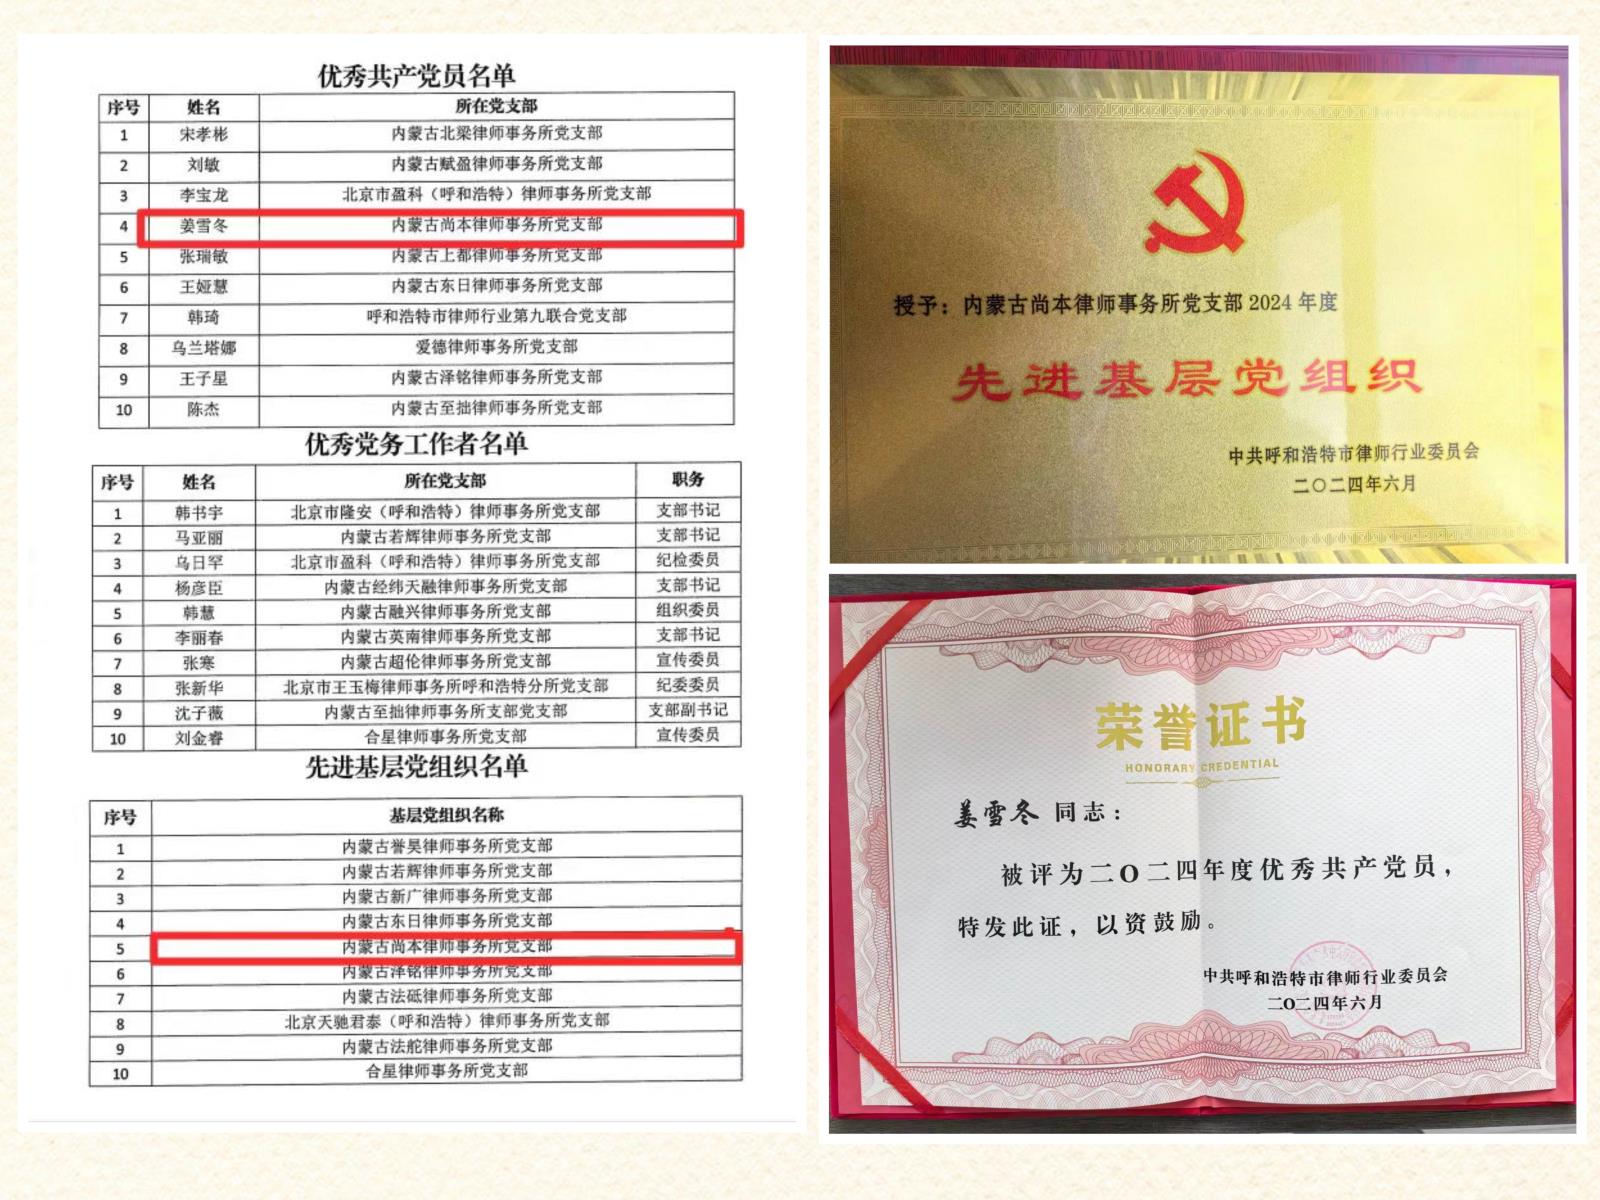 优秀共产党员名单
序号 姓名 所在党支部
1 宋孝彬 内蒙古北梁律师事务所党支部
2 刘敏 内蒙古赋盈律师事务所党支部
3 李宝龙 北京市盈科（呼和浩特）律师事务所党支部
4 姜雪冬 内蒙古尚本律师事务所党支部
5 张瑞敏 内蒙古上都律师事务所党支部
6 王娅慧 内蒙古东日律师事务所党支部
7 韩琦 呼和浩特市律师行业第九联合党支部
8 乌兰塔娜 爱德律师事务所党支部
9 王子星 内蒙古泽铭律师事务所党支部
10 陈杰 内蒙古至拙律师事务所党支部
优秀党务工作者名单
序号 姓名 所在党支部 职务
1 韩书宇 北京市隆安（呼和浩特）律师事务所党支部 支部书记
2 马亚丽 内蒙古若辉律师事务所党支部 支部书记
3 乌日罕 北京市盈科（呼和浩特）律师事务所党支部 纪检委员
4 杨彦臣 内蒙古经纬天融律师事务所党支部 支部书记
5 韩慧 内蒙古融兴律师事务所党支部 组织委员
6 李丽春 内蒙古英南律师事务所党支部 支部书记
7 张寒 内蒙古超伦律师事务所党支部 宣传委员
8 张新华 北京市王玉梅律师事务所呼和浩特分所党支部 纪委委员
9 沈子薇 内蒙古至拙律师事务所支部党支部 支部副书记
10 刘金睿 合星律师事务所党支部 宣传委员
先进基层党组织名单
序号 基层党组织名称
1 内蒙古誉昊律师事务所党支部
2 内蒙古若辉律师事务所党支部
3 内蒙古新广律师事务所党支部
4 内蒙古东日律师事务所党支部
5 内蒙古尚本律师事务所党支部
6 内蒙古泽铭律师事务所党支部
7 内蒙古法砥律师事务所党支部
8 北京天驰君泰（呼和浩特）律师事务所党支部
9 内蒙古法舵律师事务所党支部
10 合星律师事务所党支部
授予：内蒙古尚本律师事务所党支部2024年度
先进基层党组织
中共呼和浩特市律师行业委员会
二〇二四年六月
荣誉证书
HONORARY CREDENTIAL
姜雪冬 同志：
被评为二O二四年度优秀共产党员，
特发此证，以资鼓励。
中共呼和浩特市律师行业委员会
二O二四年六月